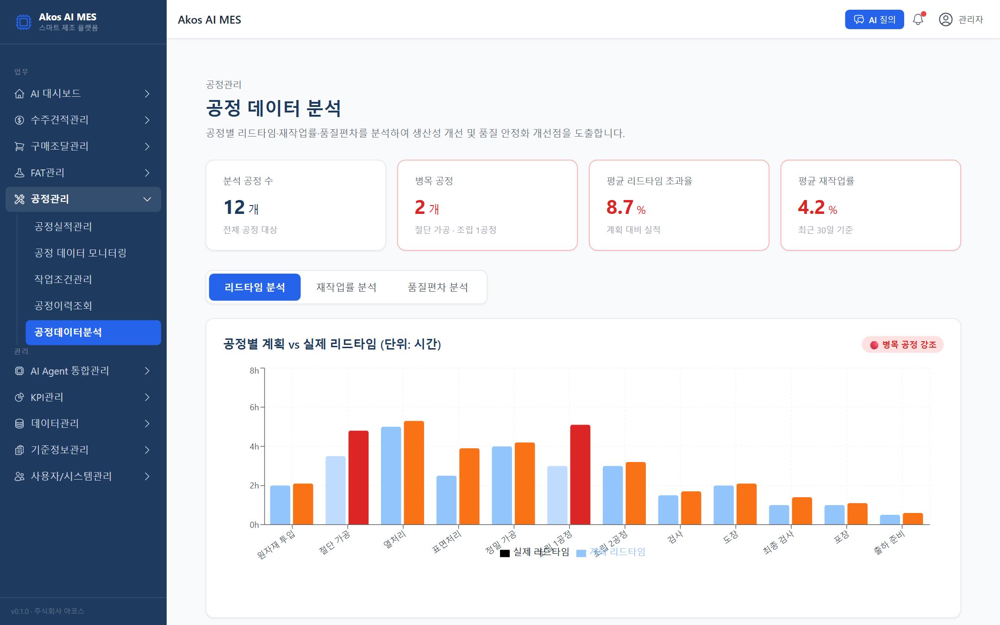 Akos AI MES
스마트 제조 플랫폼
업무
AI 대시보드
수주견적관리
구매조달관리
FAT관리
공정관리
공정실적관리
공정 데이터 모니터링
작업조건관리
공정이력조회
공정데이터분석
관리
AI Agent 통합관리
KPI관리
데이터관리
기준정보관리
사용자/시스템관리
v0.1.0 · 주식회사 아코스
Akos AI MES
AI 질의
관리자
공정관리
공정 데이터 분석
공정별 리드타임·재작업률·품질편차를 분석하여 생산성 개선 및 품질 안정화 개선점을 도출합니다.
분석 공정 수
12 개
전체 공정 대상
병목 공정
2 개
절단 가공 · 조립 1공정
평균 리드타임 초과율
8.7 %
계획 대비 실적
평균 재작업률
4.2 %
최근 30일 기준
리드타임 분석
재작업률 분석
품질편차 분석
공정별 계획 vs 실제 리드타임 (단위: 시간)
병목 공정 강조
8h
6h
4h
2h
0h
원자재 투입
절단 가공
열처리
표면처리
정밀 가공
조립 1공정
조립 2공정
검사
도장
최종 검사
포장
출하 준비
실제 리드타임
계획 리드타임